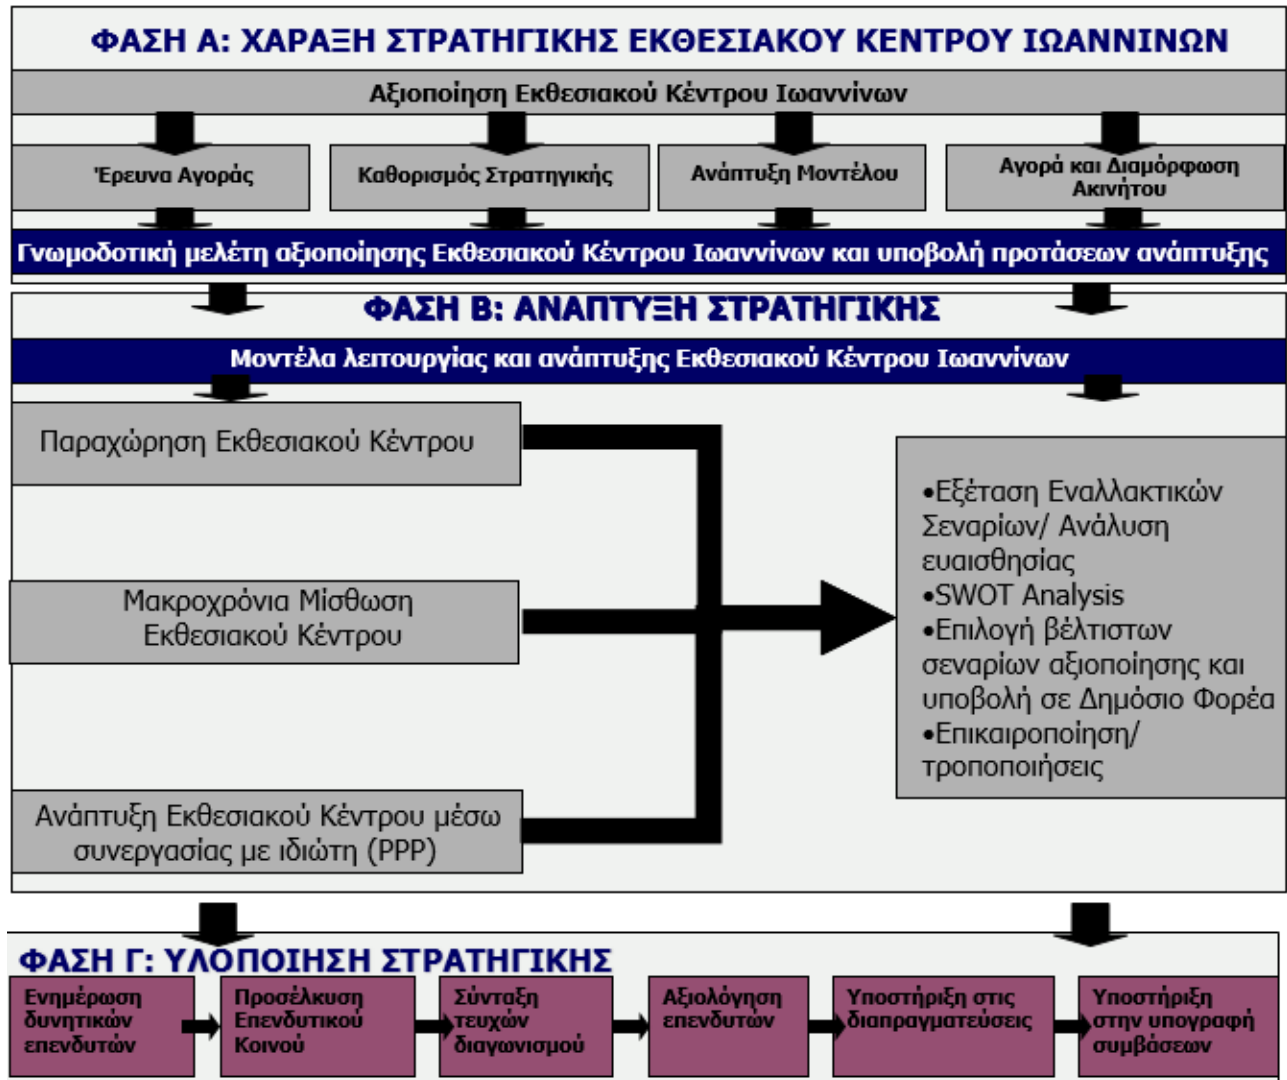 ΦΑΣΗ Α: ΧΑΡΑΞΗ ΣΤΡΑΤΗΓΙΚΗΣ ΕΚΘΕΣΙΑΚΟΥ ΚΕΝΤΡΟΥ ΙΩΑΝΝΙΝΩΝ
Αξιοποίηση Εκθεσιακού Κέντρου Ιωαννίνων
Έρευνα Αγοράς
Καθορισμός Στρατηγικής
Ανάπτυξη Μοντέλου
Αγορά και Διαμόρφωση
Ακινήτου
Γνωμοδοτική μελέτη αξιοποίησης Εκθεσιακού Κέντρου Ιωαννίνων και υποβολή προτάσεων ανάπτυξης
ΦΑΣΗ Β: ΑΝΑΠΤΥΞΗ ΣΤΡΑΤΗΓΙΚΗΣ
Μοντέλα λειτουργίας και ανάπτυξης Εκθεσιακού Κέντρου Ιωαννίνων
Παραχώρηση Εκθεσιακού Κέντρου
Μακροχρόνια Μίσθωση
Εκθεσιακού Κέντρου
Ανάπτυξη Εκθεσιακού Κέντρου μέσω
συνεργασίας με ιδιώτη (PPP)
•Εξέταση Εναλλακτικών
Σεναρίων/ Ανάλυση
ευαισθησίας
•SWOT Analysis
•Επιλογή βέλτιστων
σεναρίων αξιοποίησης και
υποβολή σε Δημόσιο Φορέα
•Επικαιροποίηση/
τροποποιήσεις
ΦΑΣΗ Γ: ΥΛΟΠΟΙΗΣΗ ΣΤΡΑΤΗΓΙΚΗΣ
Ενημέρωση
δυνητικών
επενδυτών
Προσέλκυση
Επενδυτικού
Κοινού
Σύνταξη
τευχών
διαγωνισμού
Αξιολόγηση
επενδυτών
Υποστήριξη στις
διαπραγματεύσεις
Υποστήριξη
στην υπογραφή
συμβάσεων